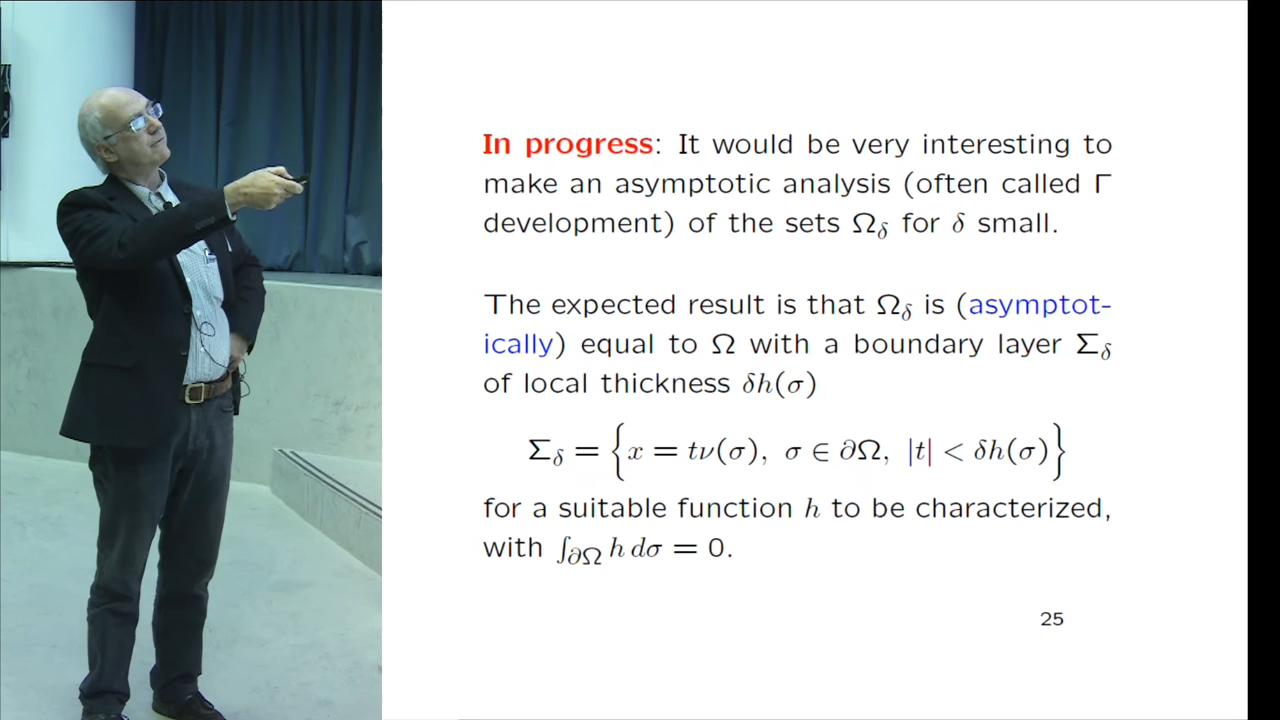 In progress: It would be very interesting to
make an asymptotic analysis (often called Γ
development) of the sets Ω_δ for δ small.
The expected result is that Ω_δ is (asymptot-
ically) equal to Ω with a boundary layer Σ_δ
of local thickness δh(σ)
Σ_δ = {x = tν(σ), σ ∈ ∂Ω, |t| < δh(σ)}
for a suitable function h to be characterized,
with ∫_∂Ω h dσ = 0.
25